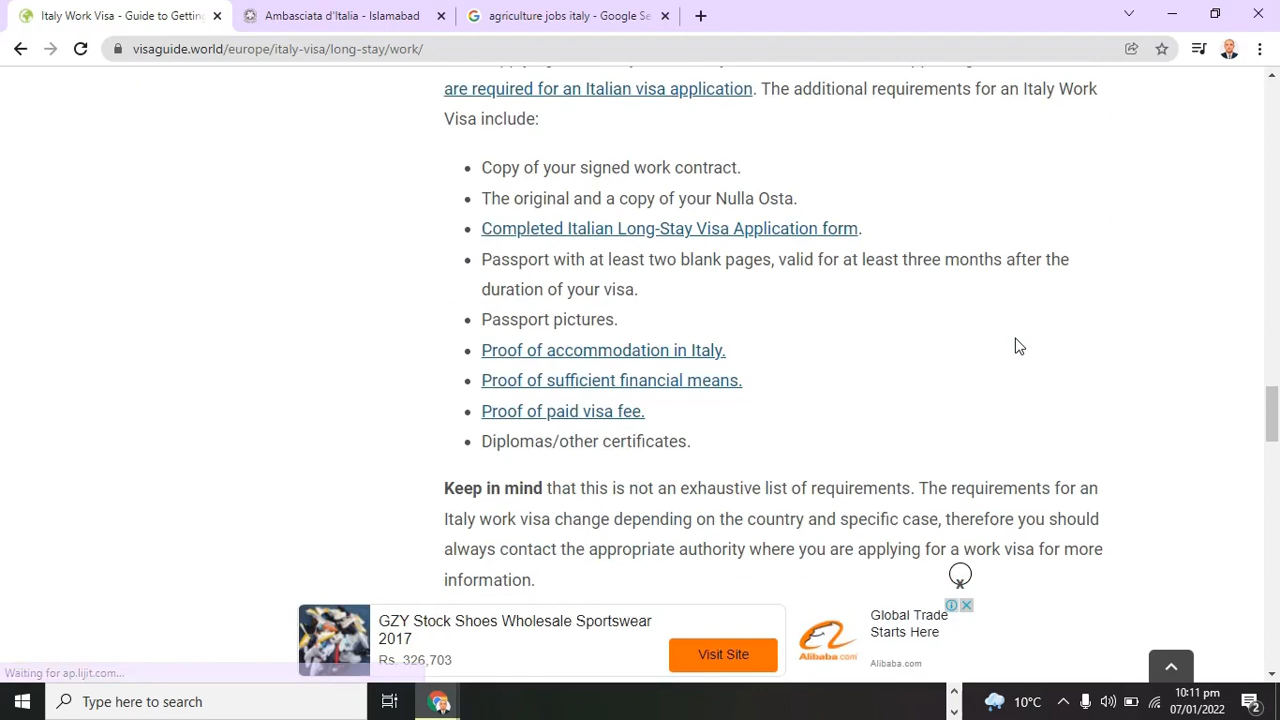 Italy Work Visa - Guide to Getting
Ambasciata d'Italia - Islamabad
agriculture jobs italy - Google Se
visaguide.world/europe/italy-visa/long-stay/work/
are required for an Italian visa application. The additional requirements for an Italy Work
Visa include:
Copy of your signed work contract.
The original and a copy of your Nulla Osta.
Completed Italian Long-Stay Visa Application form.
Passport with at least two blank pages, valid for at least three months after the
duration of your visa.
Passport pictures.
Proof of accommodation in Italy.
Proof of sufficient financial means.
Proof of paid visa fee.
Diplomas/other certificates.
Keep in mind that this is not an exhaustive list of requirements. The requirements for an
Italy work visa change depending on the country and specific case, therefore you should
always contact the appropriate authority where you are applying for a work visa for more
information.
GZY Stock Shoes Wholesale Sportswear
2017
Rs. 326,703
Visit Site
Alibaba.com
Global Trade
Starts Here
Alibaba.com
Waiting for ap.lijit.com...
Type here to search
10°C
10:11 pm
07/01/2022
2